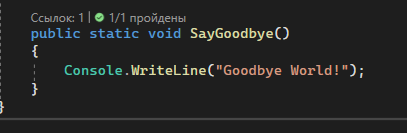 Ссылок: 1 | 1/1 пройдены
public static void SayGoodbye()
{
Console.WriteLine("Goodbye World!");
}
}